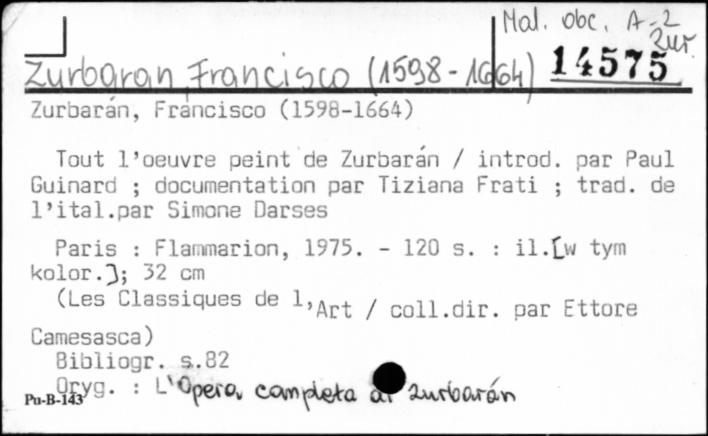 Mal. obc. A-2
Zur.
14575
Zurbaran, Francisco (1598-1664)
Zurbarán, Francisco (1598-1664)
Tout l'oeuvre peint de Zurbarán / introd. par Paul
Guinard ; documentation par Tiziana Frati ; trad. de
l'ital.par Simone Darses
Paris : Flammarion, 1975. - 120 s. : il.[w tym
kolor.]; 32 cm
(Les Classiques de l'Art / coll.dir. par Ettore
Camesasca)
Bibliogr. s.82
Oryg. : L'Opera completa di Zurbarán
Pu-B-143